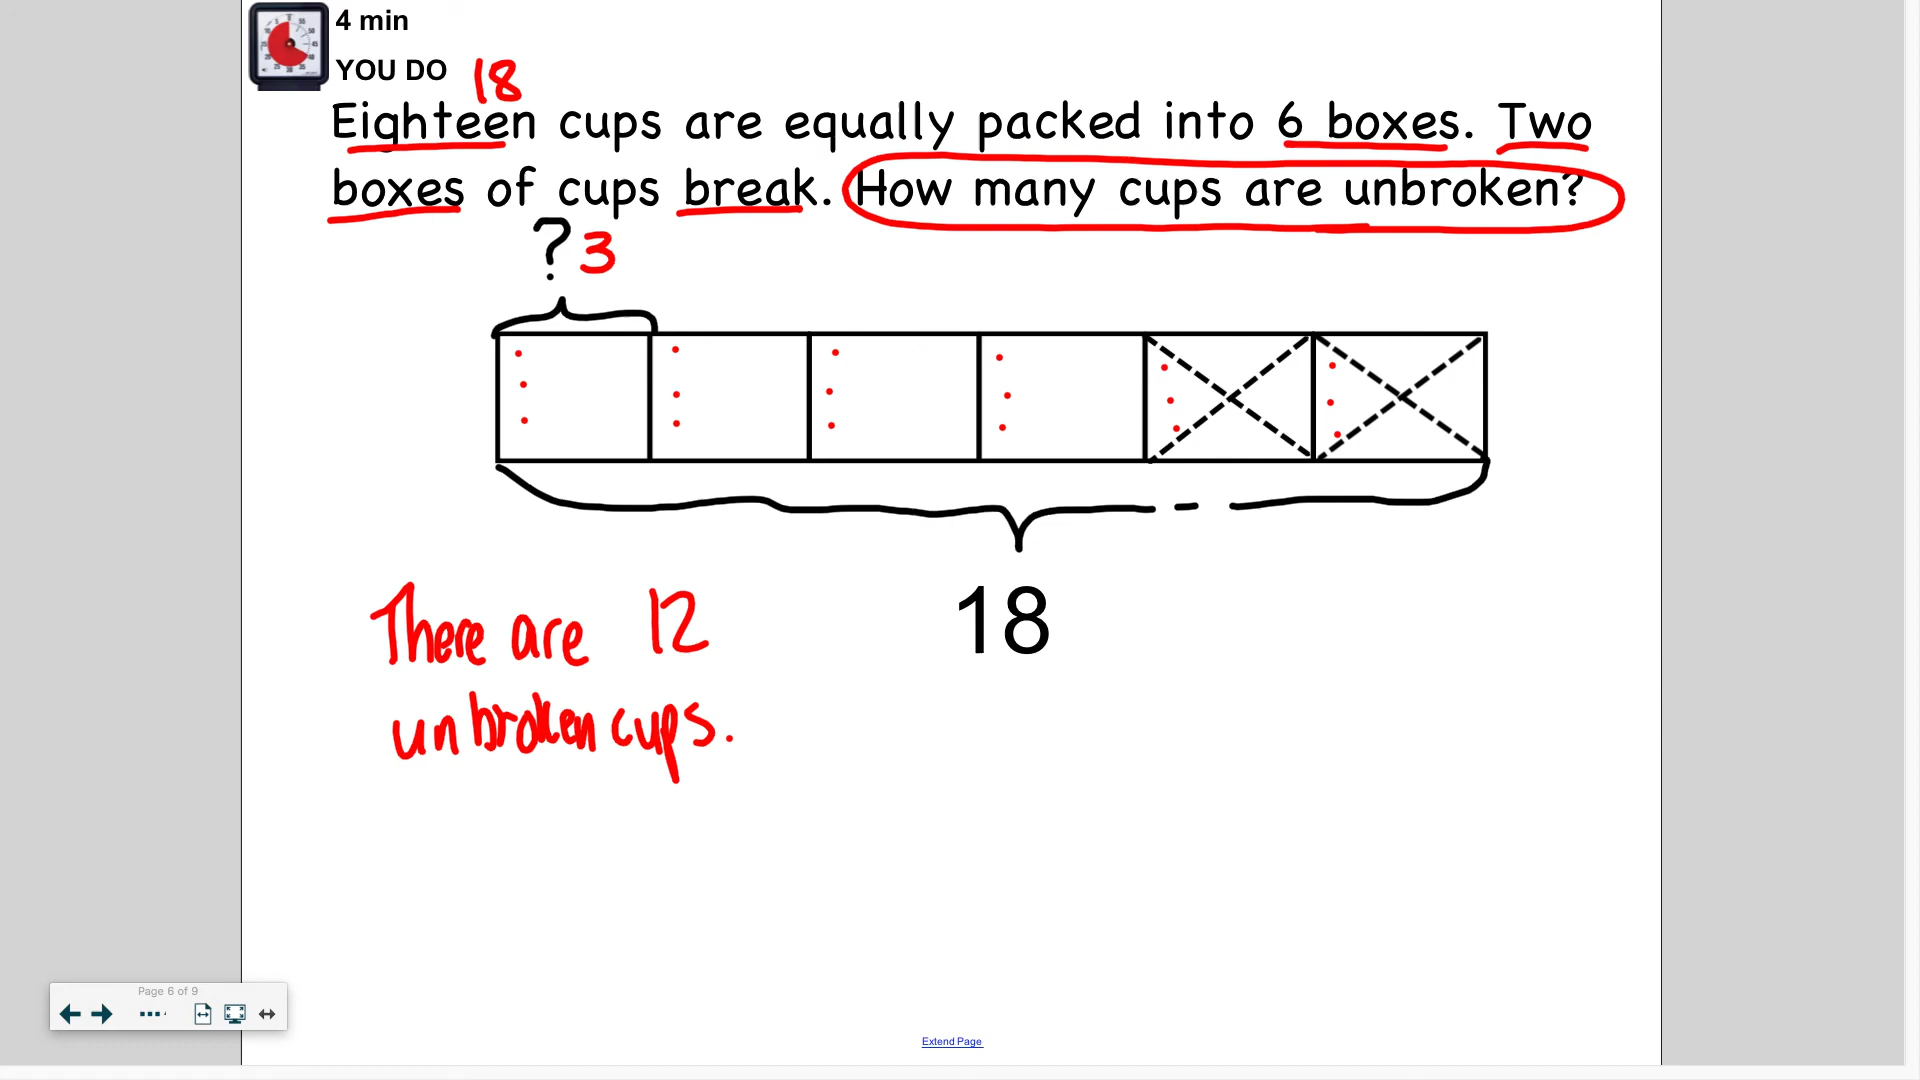 4 min
YOU DO
18
Eighteen cups are equally packed into 6 boxes. Two
boxes of cups break. How many cups are unbroken?
? 3
There are 12
18
unbroken cups.
Page 6 of 9
Extend Page